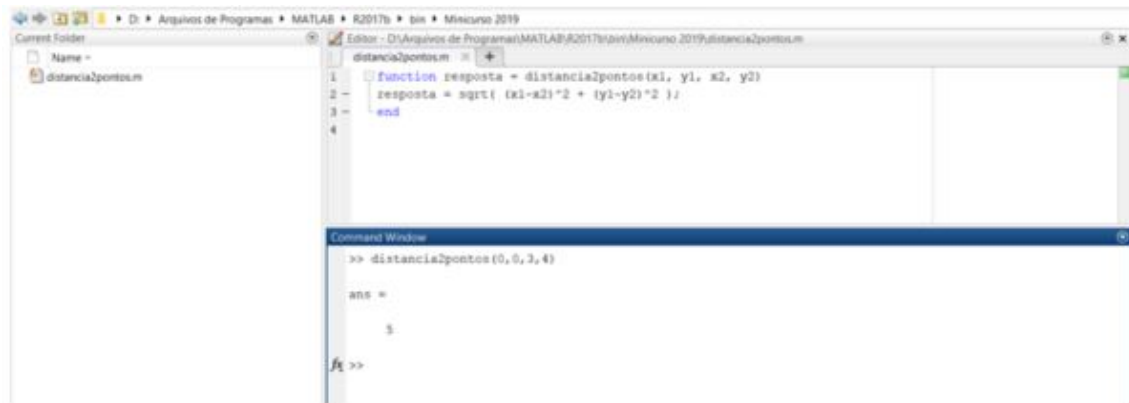 D: ▸ Arquivos de Programas ▸ MATLAB ▸ R2017b ▸ bin ▸ Minicurso 2019
Current Folder
Name
distancia2pontos.m
Editor - D:\Arquivos de Programas\MATLAB\R2017b\bin\Minicurso 2019\distancia2pontos.m
distancia2pontos.m
1 function resposta = distancia2pontos(x1, y1, x2, y2)
2 - resposta = sqrt( (x1-x2)^2 + (y1-y2)^2 );
3 - end
4
Command Window
>> distancia2pontos(0,0,3,4)
ans =
5
fx >>